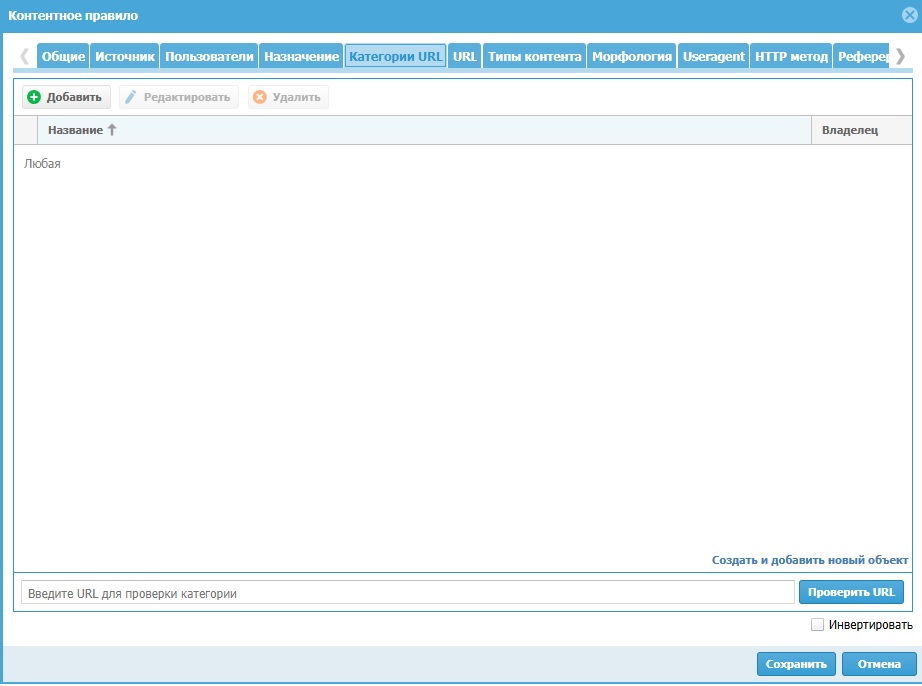 Контентное правило
Общие Источник Пользователи Назначение Категории URL URL Типы контента Морфология Useragent HTTP метод Рефере
Добавить Редактировать Удалить
Название Владелец
Любая
Создать и добавить новый объект
Введите URL для проверки категории Проверить URL
Инвертировать
Сохранить Отмена